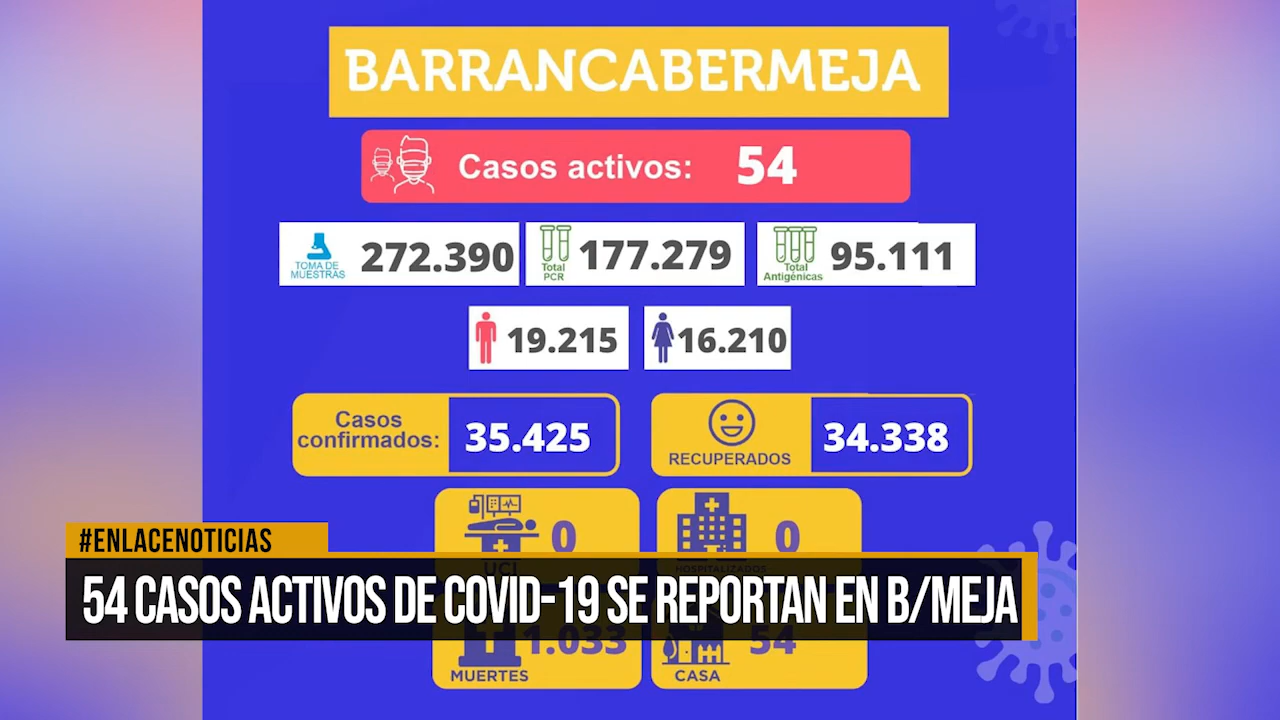 BARRANCABERMEJA
Casos activos: 54
TOMA DE
MUESTRAS
272.390
Total
PCR
177.279
Total
Antigénicas
95.111
19.215
16.210
Casos
confirmados:
35.425
RECUPERADOS
34.338
0
UCI
0
HOSPITALIZADOS
#ENLACENOTICIAS
54 CASOS ACTIVOS DE COVID-19 SE REPORTAN EN B/MEJA
1.033
MUERTES
54
CASA